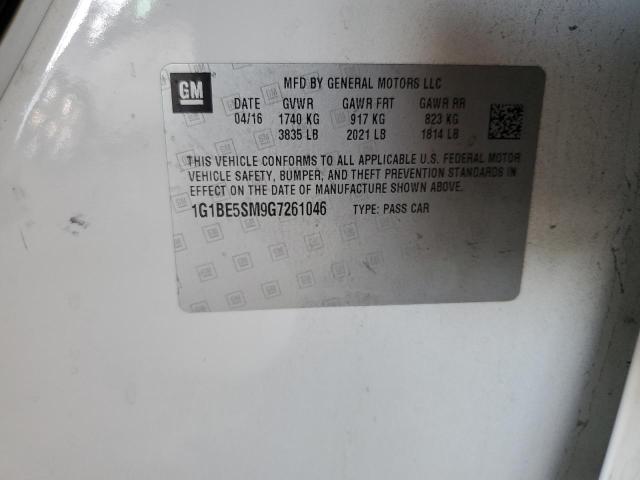 GM
MFD BY GENERAL MOTORS LLC
DATE GVWR GAWR FRT GAWR RR
04/16 1740 KG 917 KG 823 KG
3835 LB 2021 LB 1814 LB
THIS VEHICLE CONFORMS TO ALL APPLICABLE U.S. FEDERAL MOTOR
VEHICLE SAFETY, BUMPER, AND THEFT PREVENTION STANDARDS IN
EFFECT ON THE DATE OF MANUFACTURE SHOWN ABOVE.
1G1BE5SM9G7261046 TYPE: PASS CAR